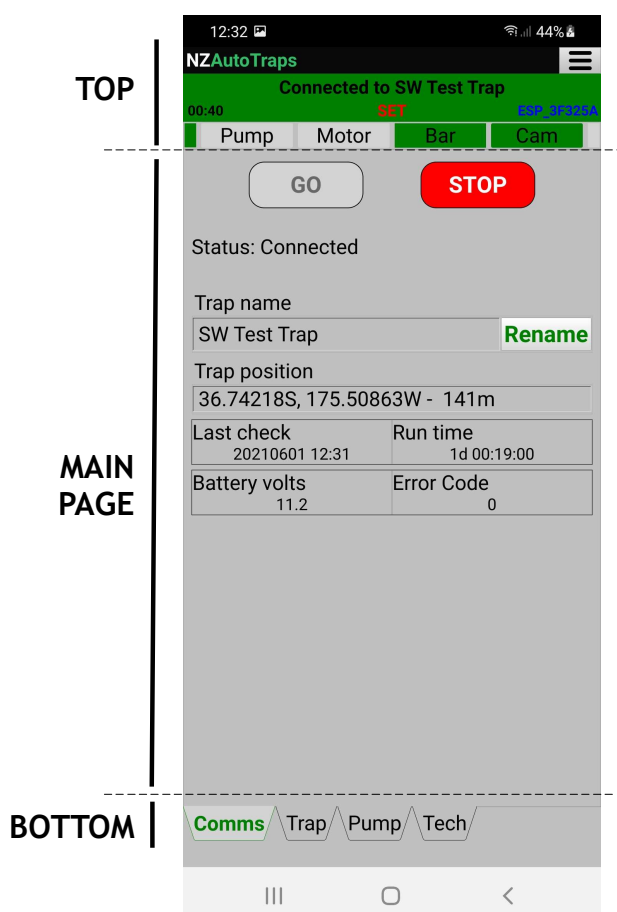 12:32 44%
NZAutoTraps
TOP
Connected to SW Test Trap
00:40 SET ESP_3F325A
Pump Motor Bar Cam
GO STOP
Status: Connected
Trap name
SW Test Trap Rename
Trap position
36.74218S, 175.50863W - 141m
Last check Run time
20210601 12:31 1d 00:19:00
MAIN
PAGE
Battery volts Error Code
11.2 0
BOTTOM
Comms Trap Pump Tech